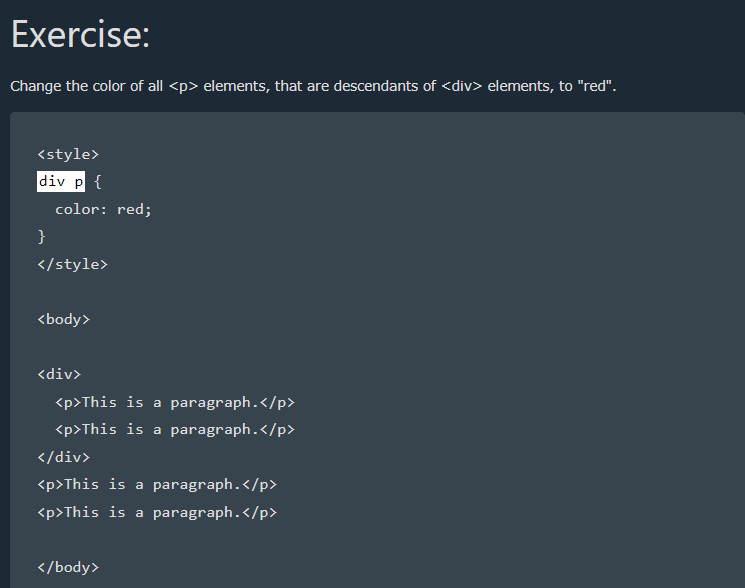 Exercise:
Change the color of all <p> elements, that are descendants of <div> elements, to "red".
<style>
div p {
  color: red;
}
</style>
<body>
<div>
  <p>This is a paragraph.</p>
  <p>This is a paragraph.</p>
</div>
<p>This is a paragraph.</p>
<p>This is a paragraph.</p>
</body>